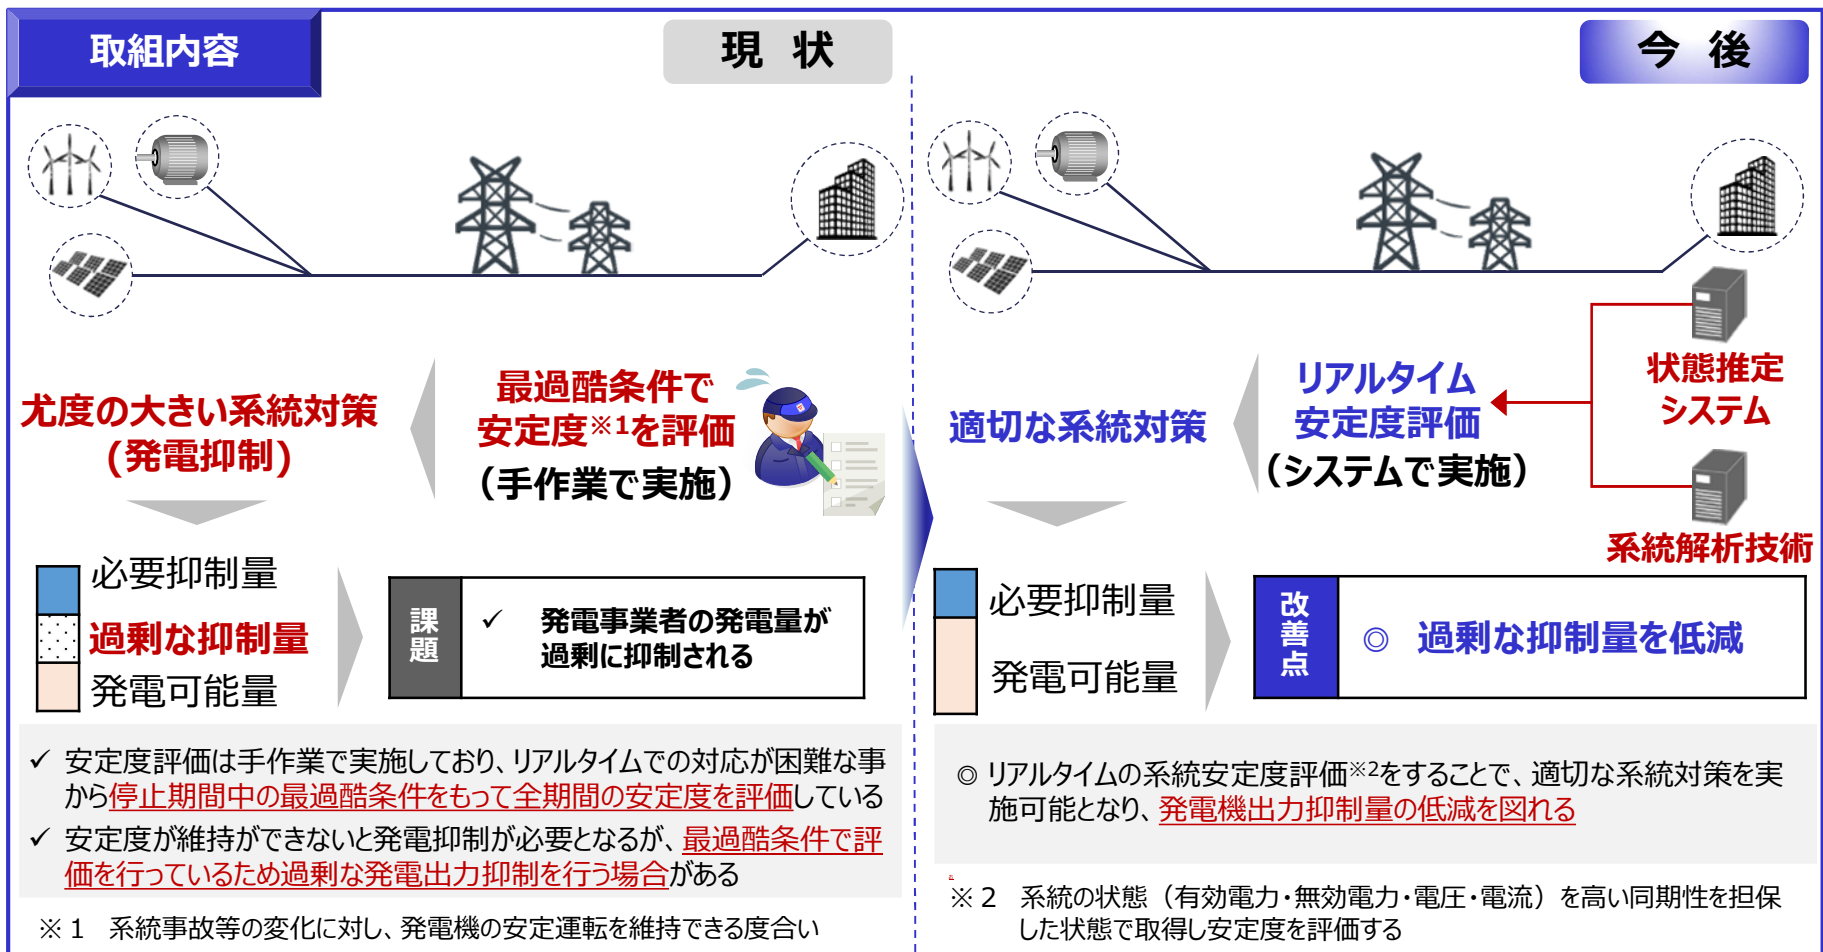 取組内容
現 状
最過酷条件で
安定度※1を評価
（手作業で実施）
尤度の大きい系統対策
(発電抑制)
必要抑制量
過剰な抑制量
発電可能量
課題
✓ 発電事業者の発電量が
過剰に抑制される
✓ 安定度評価は手作業で実施しており、リアルタイムでの対応が困難な事
から停止期間中の最過酷条件をもって全期間の安定度を評価している
✓ 安定度が維持ができないと発電抑制が必要となるが、最過酷条件で評
価を行っているため過剰な発電出力抑制を行う場合がある
※１ 系統事故等の変化に対し、発電機の安定運転を維持できる度合い
今 後
状態推定
システム
系統解析技術
リアルタイム
安定度評価
（システムで実施）
適切な系統対策
必要抑制量
発電可能量
改善点
◎ 過剰な抑制量を低減
◎ リアルタイムの系統安定度評価※2をすることで、適切な系統対策を実
施可能となり、発電機出力抑制量の低減を図れる
※２ 系統の状態（有効電力・無効電力・電圧・電流）を高い同期性を担保
した状態で取得し安定度を評価する